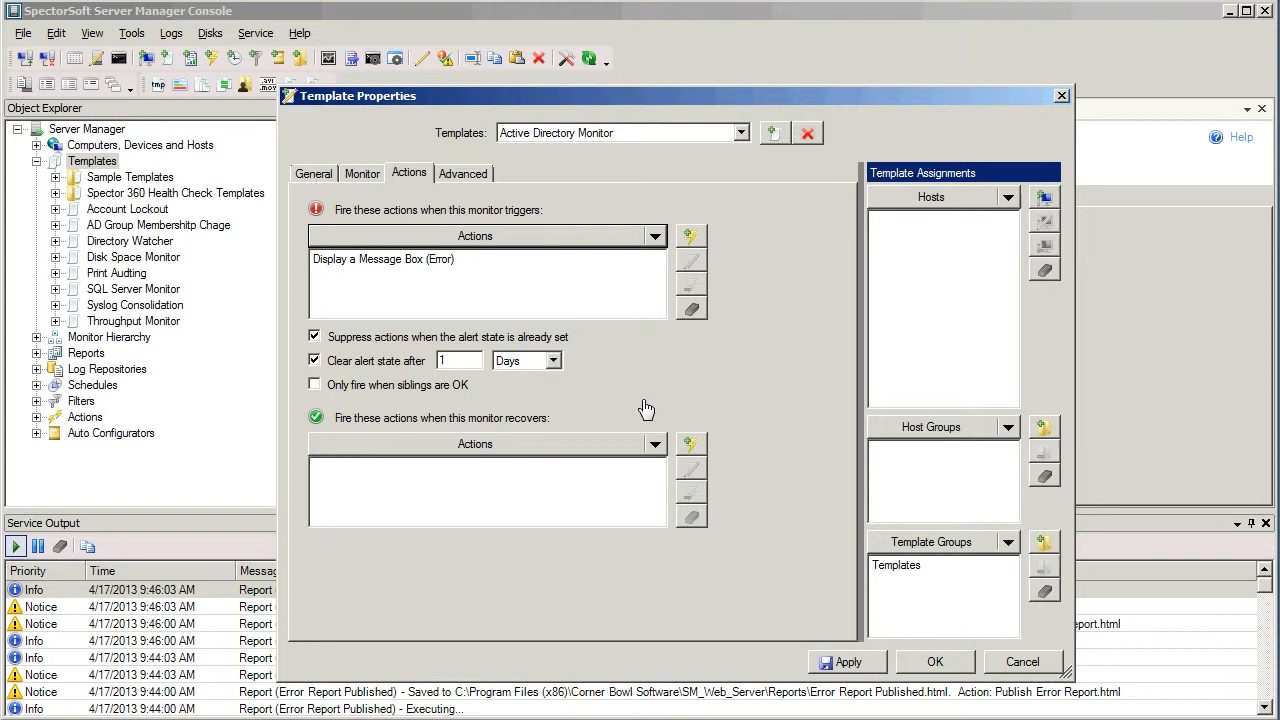 SpectorSoft Server Manager Console
File Edit View Tools Logs Disks Service Help
tmp
.avi
.mov
Object Explorer
Server Manager
Computers, Devices and Hosts
Templates
Sample Templates
Spector 360 Health Check Templates
Account Lockout
AD Group Membershitp Chage
Directory Watcher
Disk Space Monitor
Print Audting
SQL Server Monitor
Syslog Consolidation
Throughput Monitor
Monitor Hierarchy
Reports
Log Repositories
Schedules
Filters
Actions
Auto Configurators
Help
Template Properties
Templates: Active Directory Monitor
General Monitor Actions Advanced
Fire these actions when this monitor triggers:
Actions
Display a Message Box (Error)
Suppress actions when the alert state is already set
Clear alert state after 1 Days
Only fire when siblings are OK
Fire these actions when this monitor recovers:
Actions
Template Assignments
Hosts
Host Groups
Template Groups
Templates
Apply OK Cancel
Service Output
Priority Time Messag
Info 4/17/2013 9:46:03 AM Report (
Notice 4/17/2013 9:46:03 AM Report (
Notice 4/17/2013 9:46:00 AM Report ( Report.html
Info 4/17/2013 9:46:00 AM Report (
Info 4/17/2013 9:44:03 AM Report (
Notice 4/17/2013 9:44:03 AM Report (
Notice 4/17/2013 9:44:00 AM Report (Error Report Published) - Saved to C:\Program Files (x86)\Corner Bowl Software\SM_Web_Server\Reports\Error Report Published.html. Action: Publish Error Report.html
Info 4/17/2013 9:44:00 AM Report (Error Report Published) - Executing...